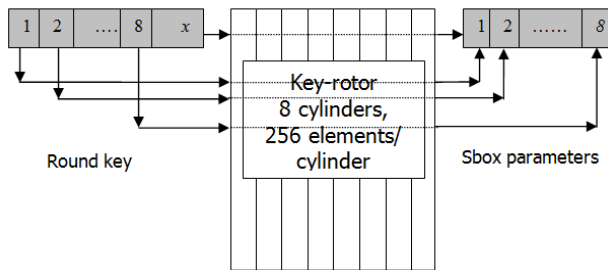 1 2 …. 8 x
1 2 …… 8
Key-rotor
8 cylinders,
256 elements/
cylinder
Round key
Sbox parameters